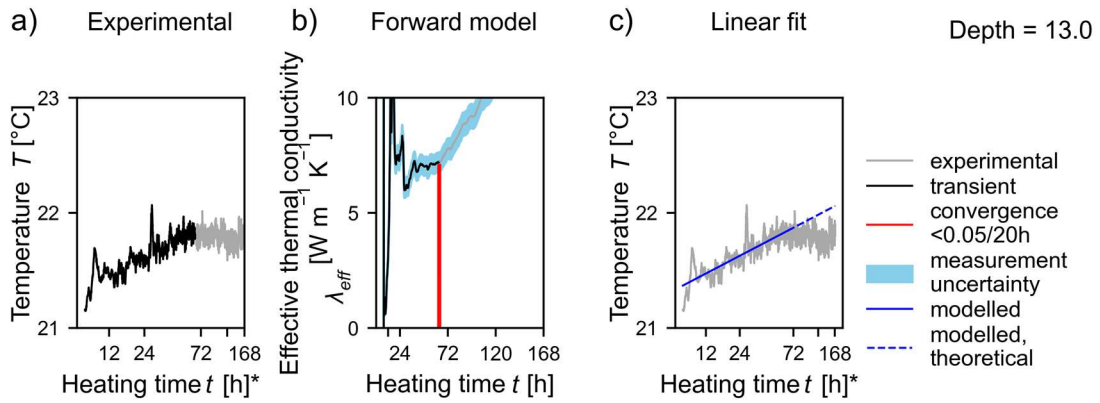 a) Experimental
b) Forward model
c) Linear fit
Depth = 13.0
Temperature T [°C]
23
22
21
12 24 72 168
Heating time t [h]*
Effective thermal conductivity
λeff [W m⁻¹ K⁻¹]
10
5
0
24 72 120 168
Heating time t [h]
Temperature T [°C]
23
22
21
12 24 72 168
Heating time t [h]*
experimental
transient
convergence
<0.05/20h
measurement
uncertainty
modelled
modelled,
theoretical